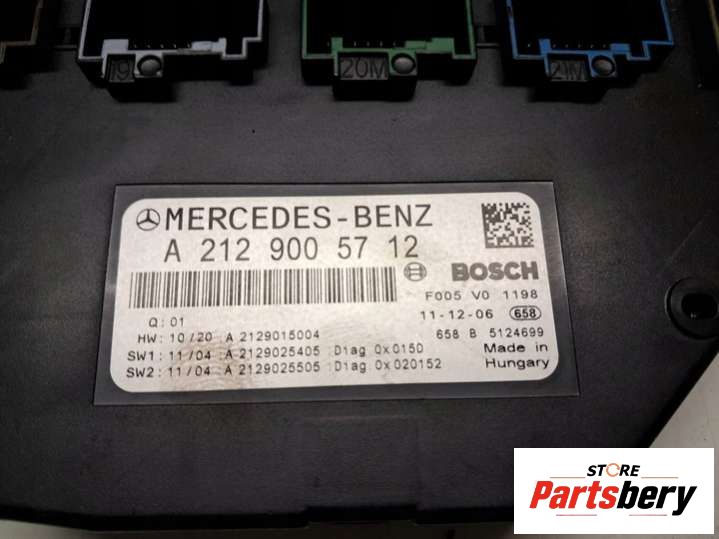 19
20M
21M
MERCEDES-BENZ
A 212 900 57 12
BOSCH
F005 V0 1198
Q: 01
11-12-06 658
HW: 10/20 A 2129015004
658 B 5124699
SW1: 11/04 A 2129025405 Diag 0x0150
Made in
SW2: 11/04 A 2129025505 Diag 0x020152
Hungary
STORE
Partsbery